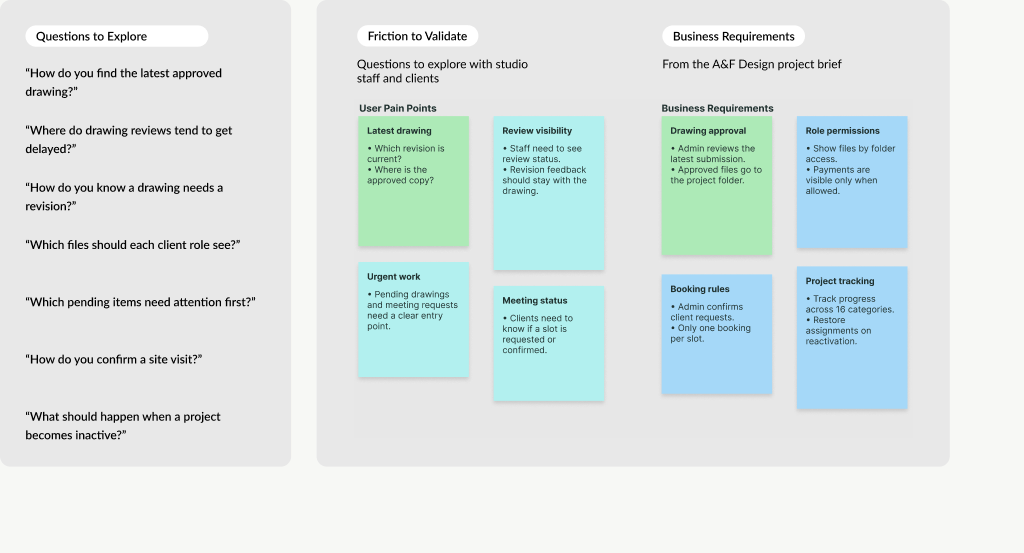 Questions to Explore
“How do you find the latest approved
drawing?”
“Where do drawing reviews tend to get
delayed?”
“How do you know a drawing needs a
revision?”
“Which files should each client role see?”
“Which pending items need attention first?”
“How do you confirm a site visit?”
“What should happen when a project
becomes inactive?”
Friction to Validate
Questions to explore with studio
staff and clients
User Pain Points
Latest drawing
• Which revision is
current?
• Where is the
approved copy?
Review visibility
• Staff need to see
review status.
• Revision feedback
should stay with the
drawing.
Urgent work
• Pending drawings
and meeting requests
need a clear entry
point.
Meeting status
• Clients need to
know if a slot is
requested or
confirmed.
Business Requirements
From the A&F Design project brief
Business Requirements
Drawing approval
• Admin reviews the
latest submission.
• Approved files go to
the project folder.
Role permissions
• Show files by folder
access.
• Payments are
visible only when
allowed.
Booking rules
• Admin confirms
client requests.
• Only one booking
per slot.
Project tracking
• Track progress
across 16 categories.
• Restore
assignments on
reactivation.